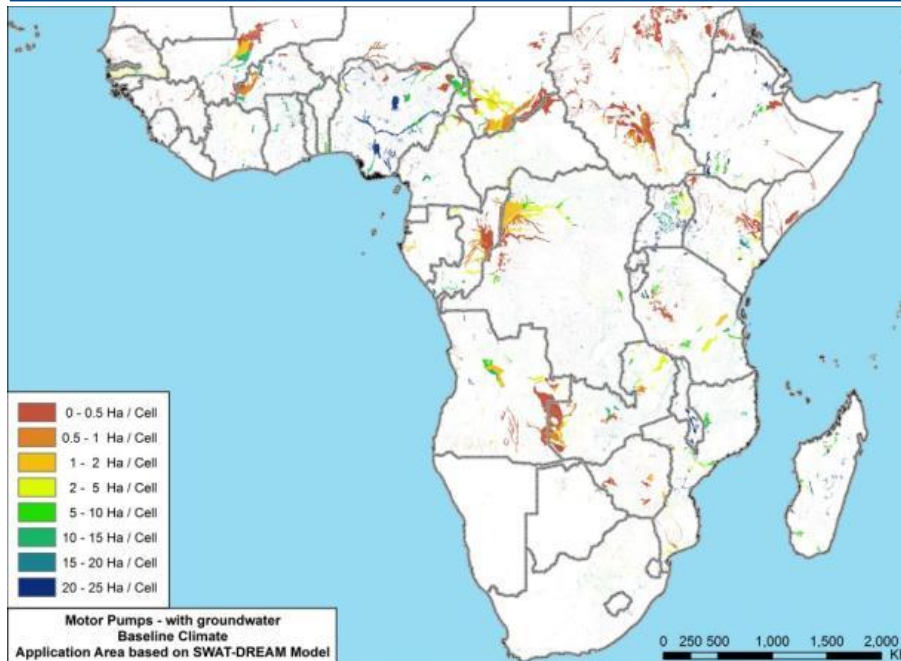 0 - 0.5 Ha / Cell
0.5 - 1 Ha / Cell
1 - 2 Ha / Cell
2 - 5 Ha / Cell
5 - 10 Ha / Cell
10 - 15 Ha / Cell
15 - 20 Ha / Cell
20 - 25 Ha / Cell
Motor Pumps - with groundwater
Baseline Climate
Application Area based on SWAT-DREAM Model
0 250 500 1,000 1,500 2,000